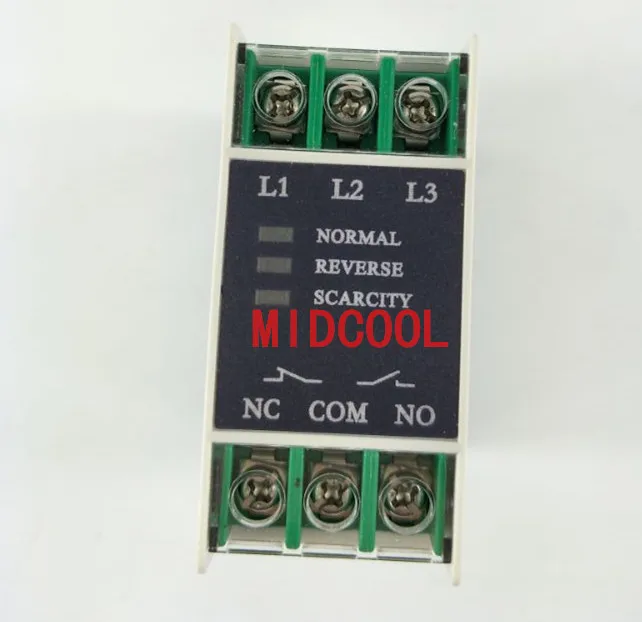 L1 L2 L3
NORMAL
REVERSE
SCARCITY
MIDCOOL
NC COM NO